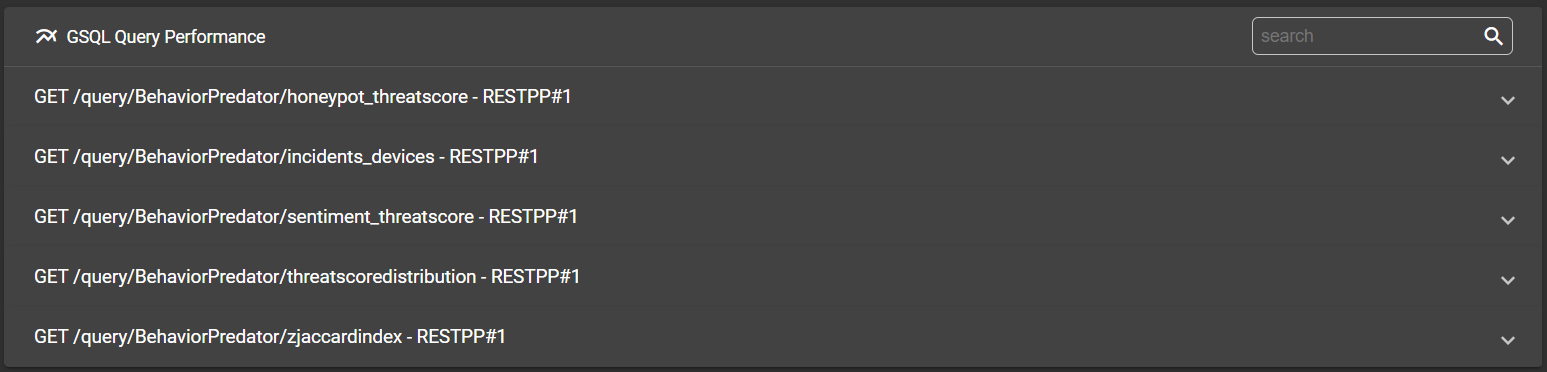 GSQL Query Performance
search
GET /query/BehaviorPredator/honeypot_threatscore - RESTPP#1
GET /query/BehaviorPredator/incidents_devices - RESTPP#1
GET /query/BehaviorPredator/sentiment_threatscore - RESTPP#1
GET /query/BehaviorPredator/threatscoredistribution - RESTPP#1
GET /query/BehaviorPredator/zjaccardindex - RESTPP#1